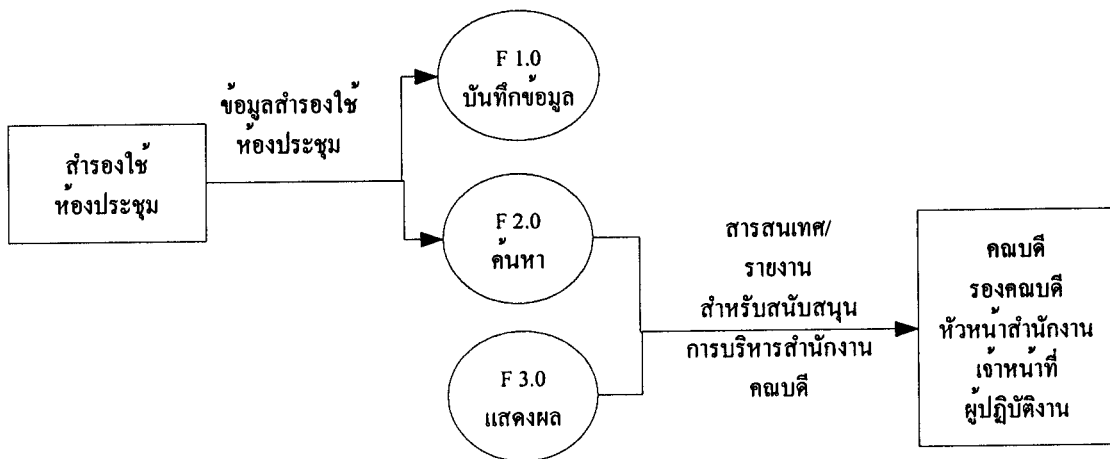 สำรองใช้
ห้องประชุม
ข้อมูลสำรองใช้
ห้องประชุม
F 1.0
บันทึกข้อมูล
F 2.0
ค้นหา
F 3.0
แสดงผล
สารสนเทศ/
รายงาน
สำหรับสนับสนุน
การบริหารสำนักงาน
คณบดี
คณบดี
รองคณบดี
หัวหน้าสำนักงาน
เจ้าหน้าที่
ผู้ปฏิบัติงาน